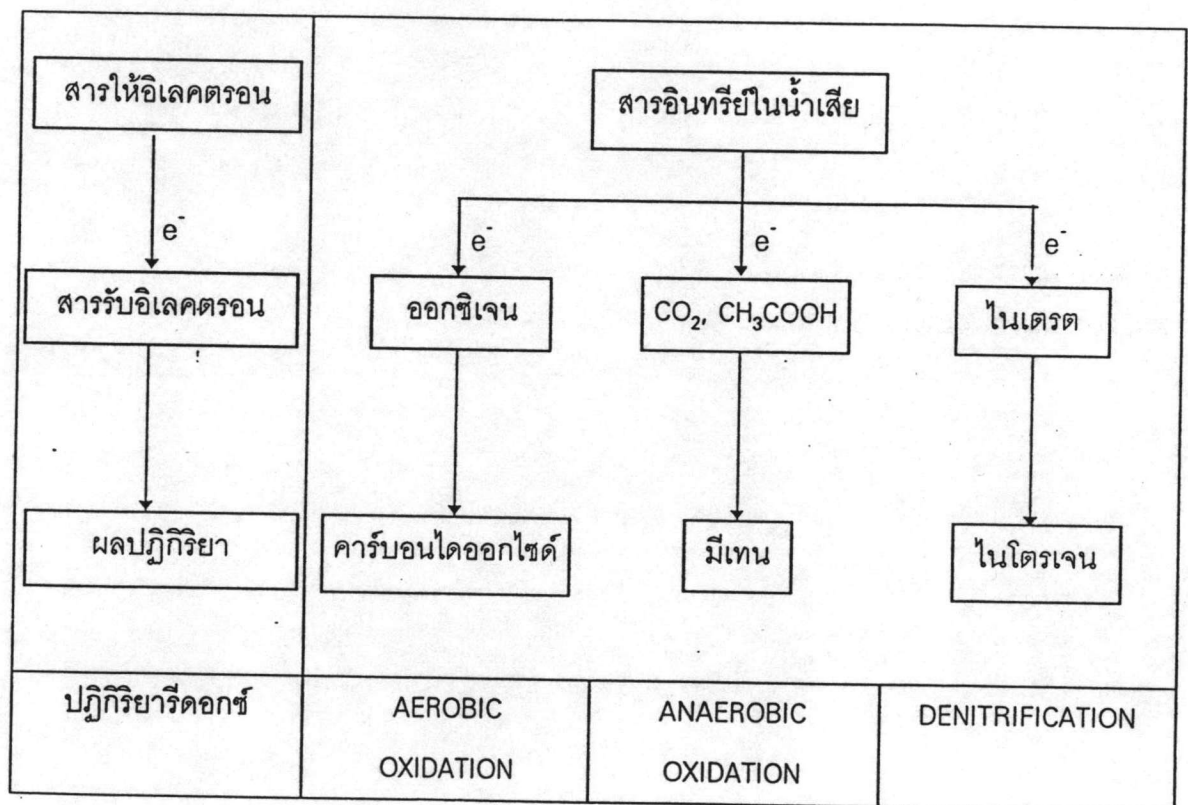 สารให้อิเลคตรอน
สารอินทรีย์ในน้ำเสีย
e⁻
e⁻
e⁻
e⁻
สารรับอิเลคตรอน
ออกซิเจน
CO₂, CH₃COOH
ไนเตรต
ผลปฏิกิริยา
คาร์บอนไดออกไซด์
มีเทน
ไนโตรเจน
ปฏิกิริยารีดอกซ์
AEROBIC
OXIDATION
ANAEROBIC
OXIDATION
DENITRIFICATION